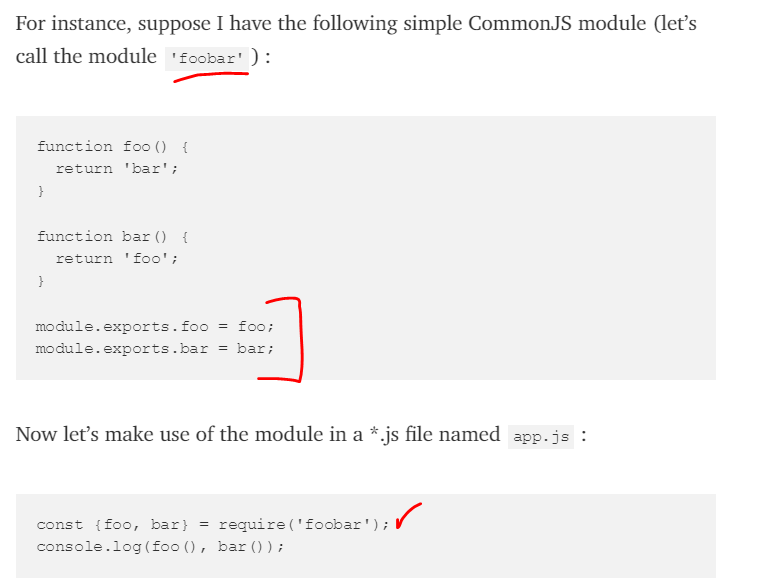 For instance, suppose I have the following simple CommonJS module (let’s
call the module 'foobar' ) :
function foo() {
  return 'bar';
}
function bar() {
  return 'foo';
}
module.exports.foo = foo;
module.exports.bar = bar;
Now let’s make use of the module in a *.js file named app.js :
const {foo, bar} = require('foobar');
console.log(foo(), bar());